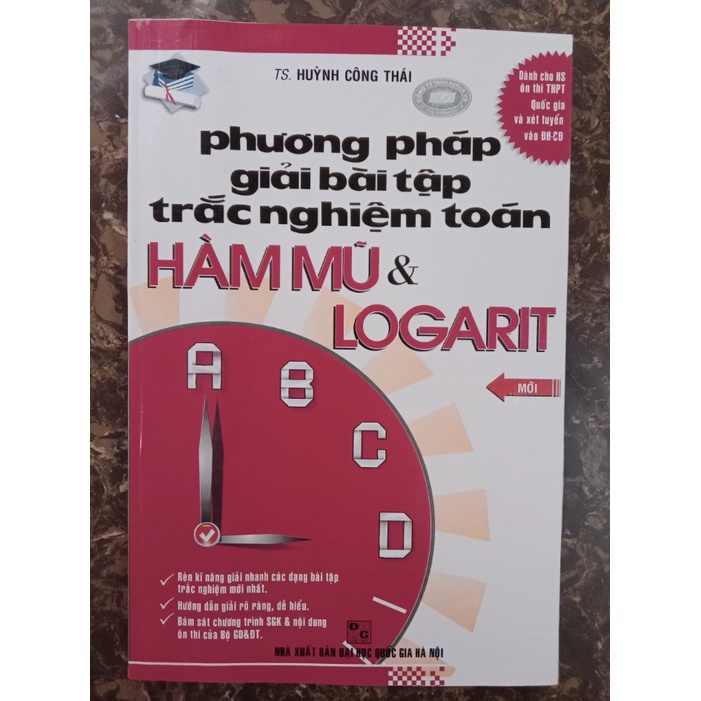 TS. HUỲNH CÔNG THÁI
Dành cho HS
ôn thi THPT
Quốc gia
và xét tuyển
vào ĐH-CĐ
phương pháp
giải bài tập
trắc nghiệm toán
HÀM MŨ &
LOGARIT
MỚI
A
B
C
D
Rèn kĩ năng giải nhanh các dạng bài tập
trắc nghiệm mới nhất.
Hướng dẫn giải rõ ràng, dễ hiểu.
Bám sát chương trình SGK & nội dung
ôn thi của Bộ GD&ĐT.
NHÀ XUẤT BẢN ĐẠI HỌC QUỐC GIA HÀ NỘI